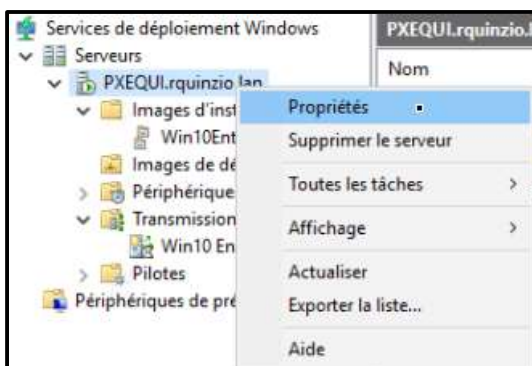 Services de déploiement Windows
Serveurs
PXEQUI.rquinzio.lan
Images d'inst
Win10Ent
Images de dé
Périphérique
Transmission
Win10 En
Pilotes
Périphériques de pré
PXEQUI.rquinzio.l
Nom
Propriétés
Supprimer le serveur
Toutes les tâches
Affichage
Actualiser
Exporter la liste...
Aide